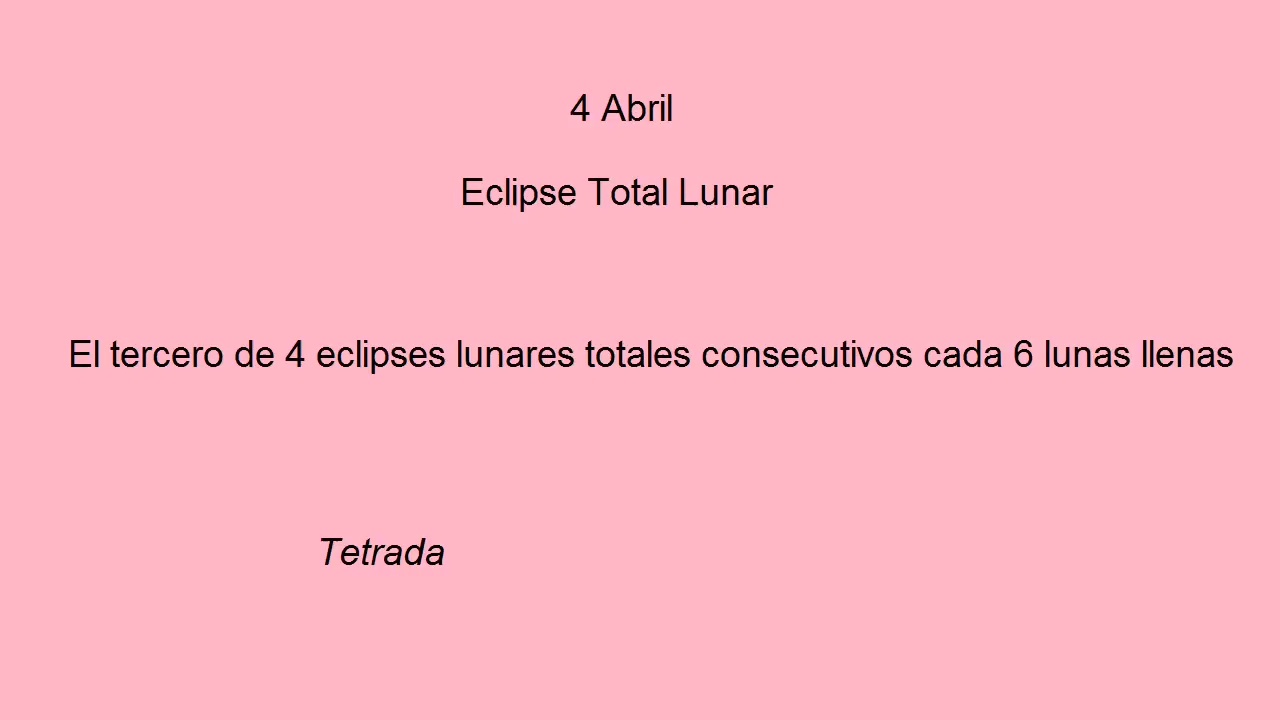 4 Abril
Eclipse Total Lunar
El tercero de 4 eclipses lunares totales consecutivos cada 6 lunas llenas
Tetrada